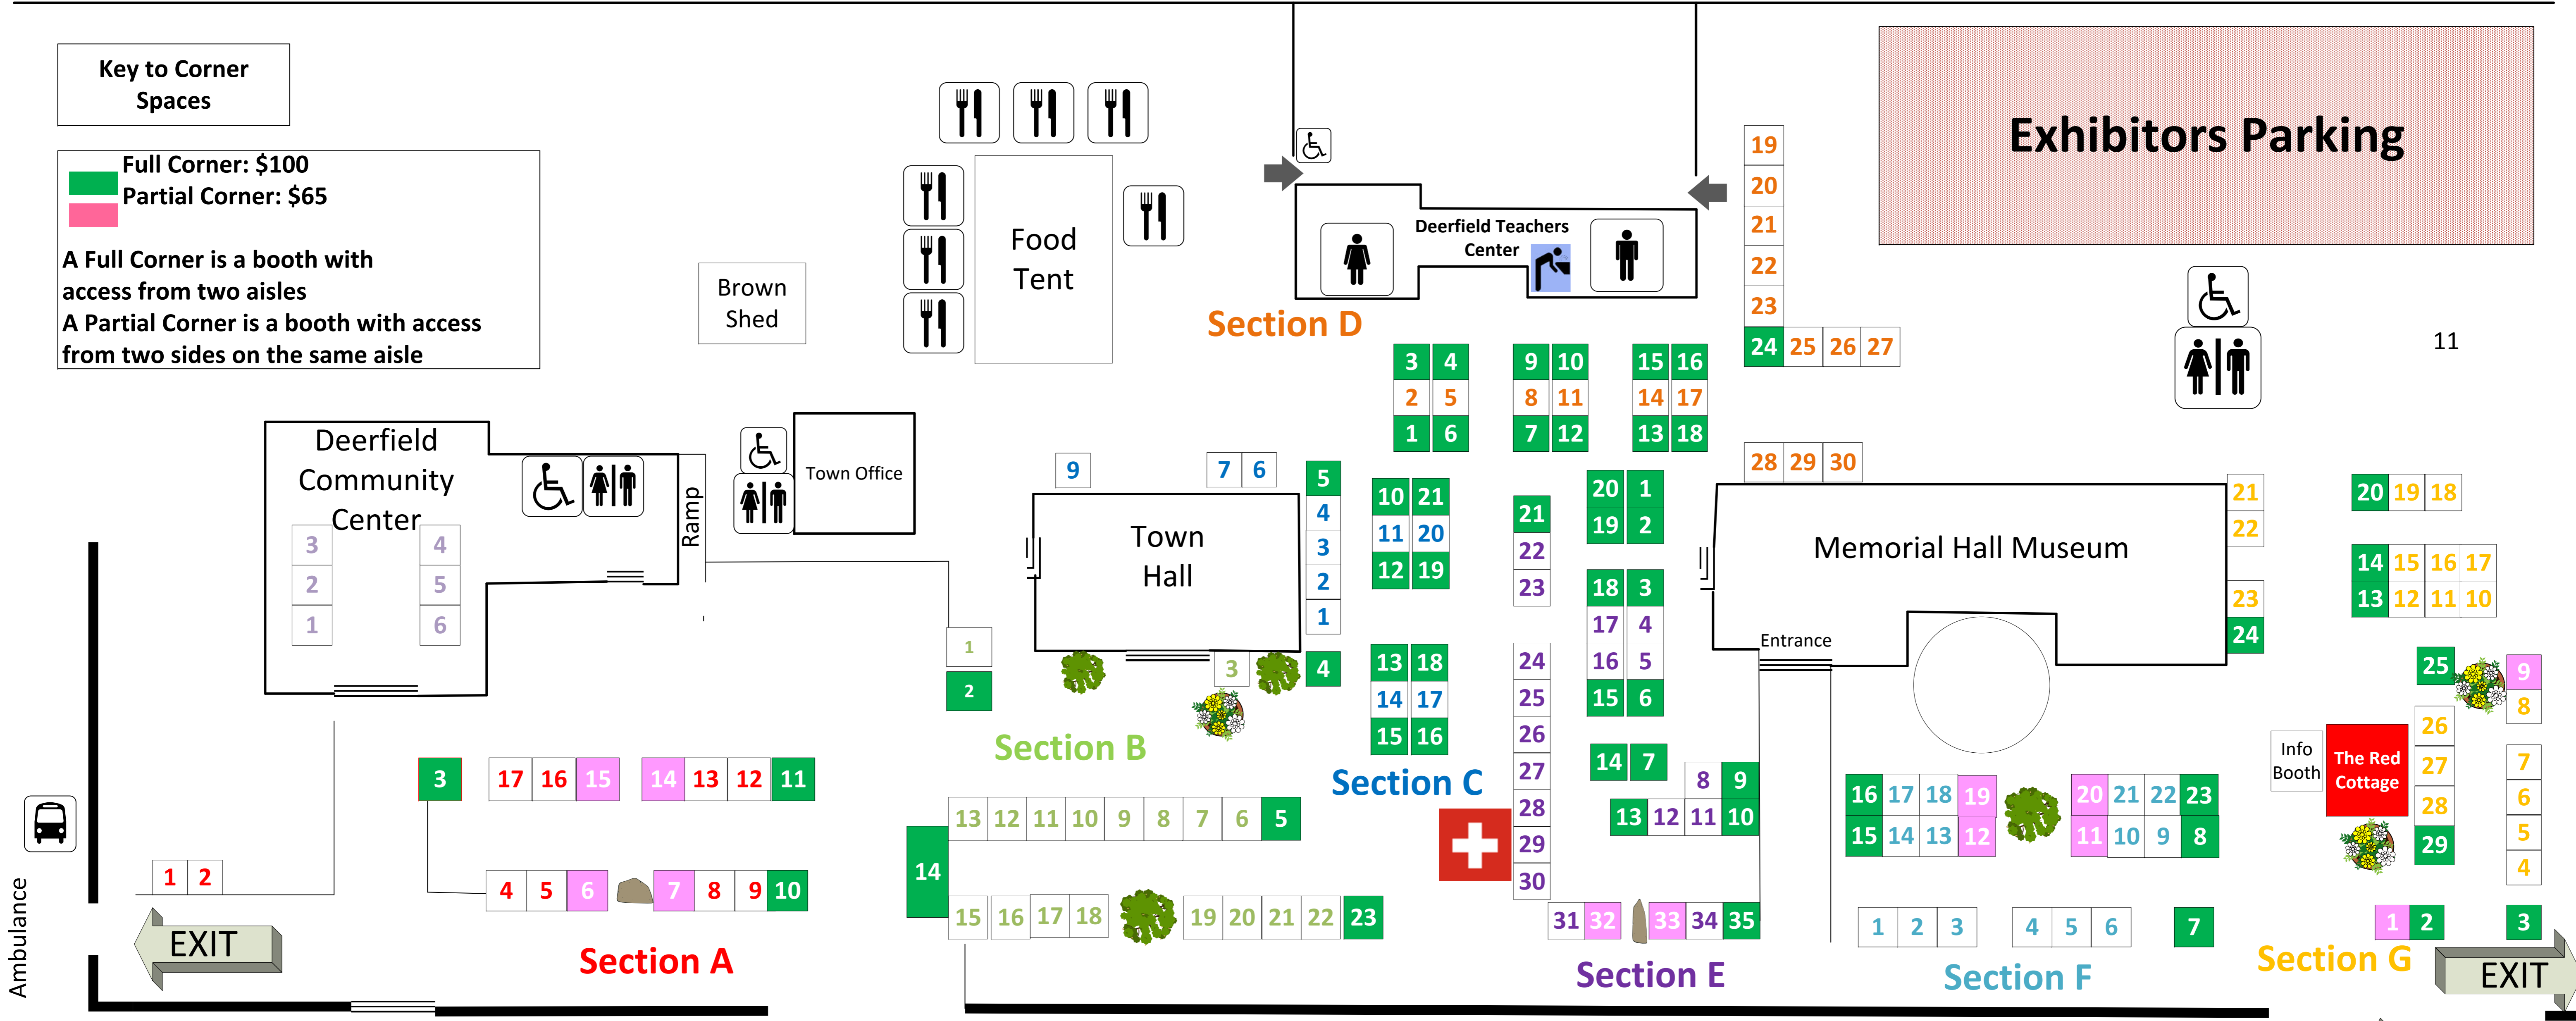 Key to Corner
Spaces
Full Corner: $100
Partial Corner: $65
A Full Corner is a booth with
access from two aisles
A Partial Corner is a booth with access
from two sides on the same aisle
Exhibitors Parking
11
Food
Tent
Brown
Shed
Deerfield Teachers
Center
Section D
19
20
21
22
23
24 25 26 27
3 4 9 10 15 16
2 5 8 11 14 17
1 6 7 12 13 18
28 29 30
Deerfield
Community
Center
3 4
2 5
1 6
Ramp
Town Office
Town
Hall
9 7 6
5
4
3
2
1
10 21
11 20
12 19
13 18
14 17
15 16
Section C
1
2
3
4
Section B
13 12 11 10 9 8 7 6 5
14
15 16 17 18 19 20 21 22 23
3 17 16 15 14 13 12 11
1 2
4 5 6 7 8 9 10
Section A
Ambulance
EXIT
21
22
23
24
25
26
27
28
29
30
20 1
19 2
18 3
17 4
16 5
15 6
14 7
8 9
13 12 11 10
31 32 33 34 35
Section E
Memorial Hall Museum
Entrance
16 17 18 19 20 21 22 23
15 14 13 12 11 10 9 8
1 2 3 4 5 6 7
Section F
21
22
23
24
20 19 18
14 15 16 17
13 12 11 10
25
9
8
26
27
28
29
7
6
5
4
Info
Booth
The Red
Cottage
1 2 3
Section G
EXIT